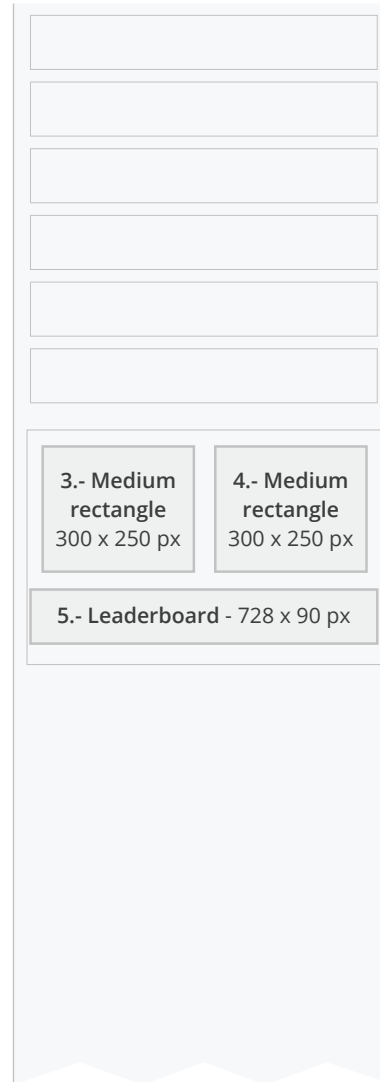 3.- Medium
rectangle
300 x 250 px
4.- Medium
rectangle
300 x 250 px
5.- Leaderboard - 728 x 90 px